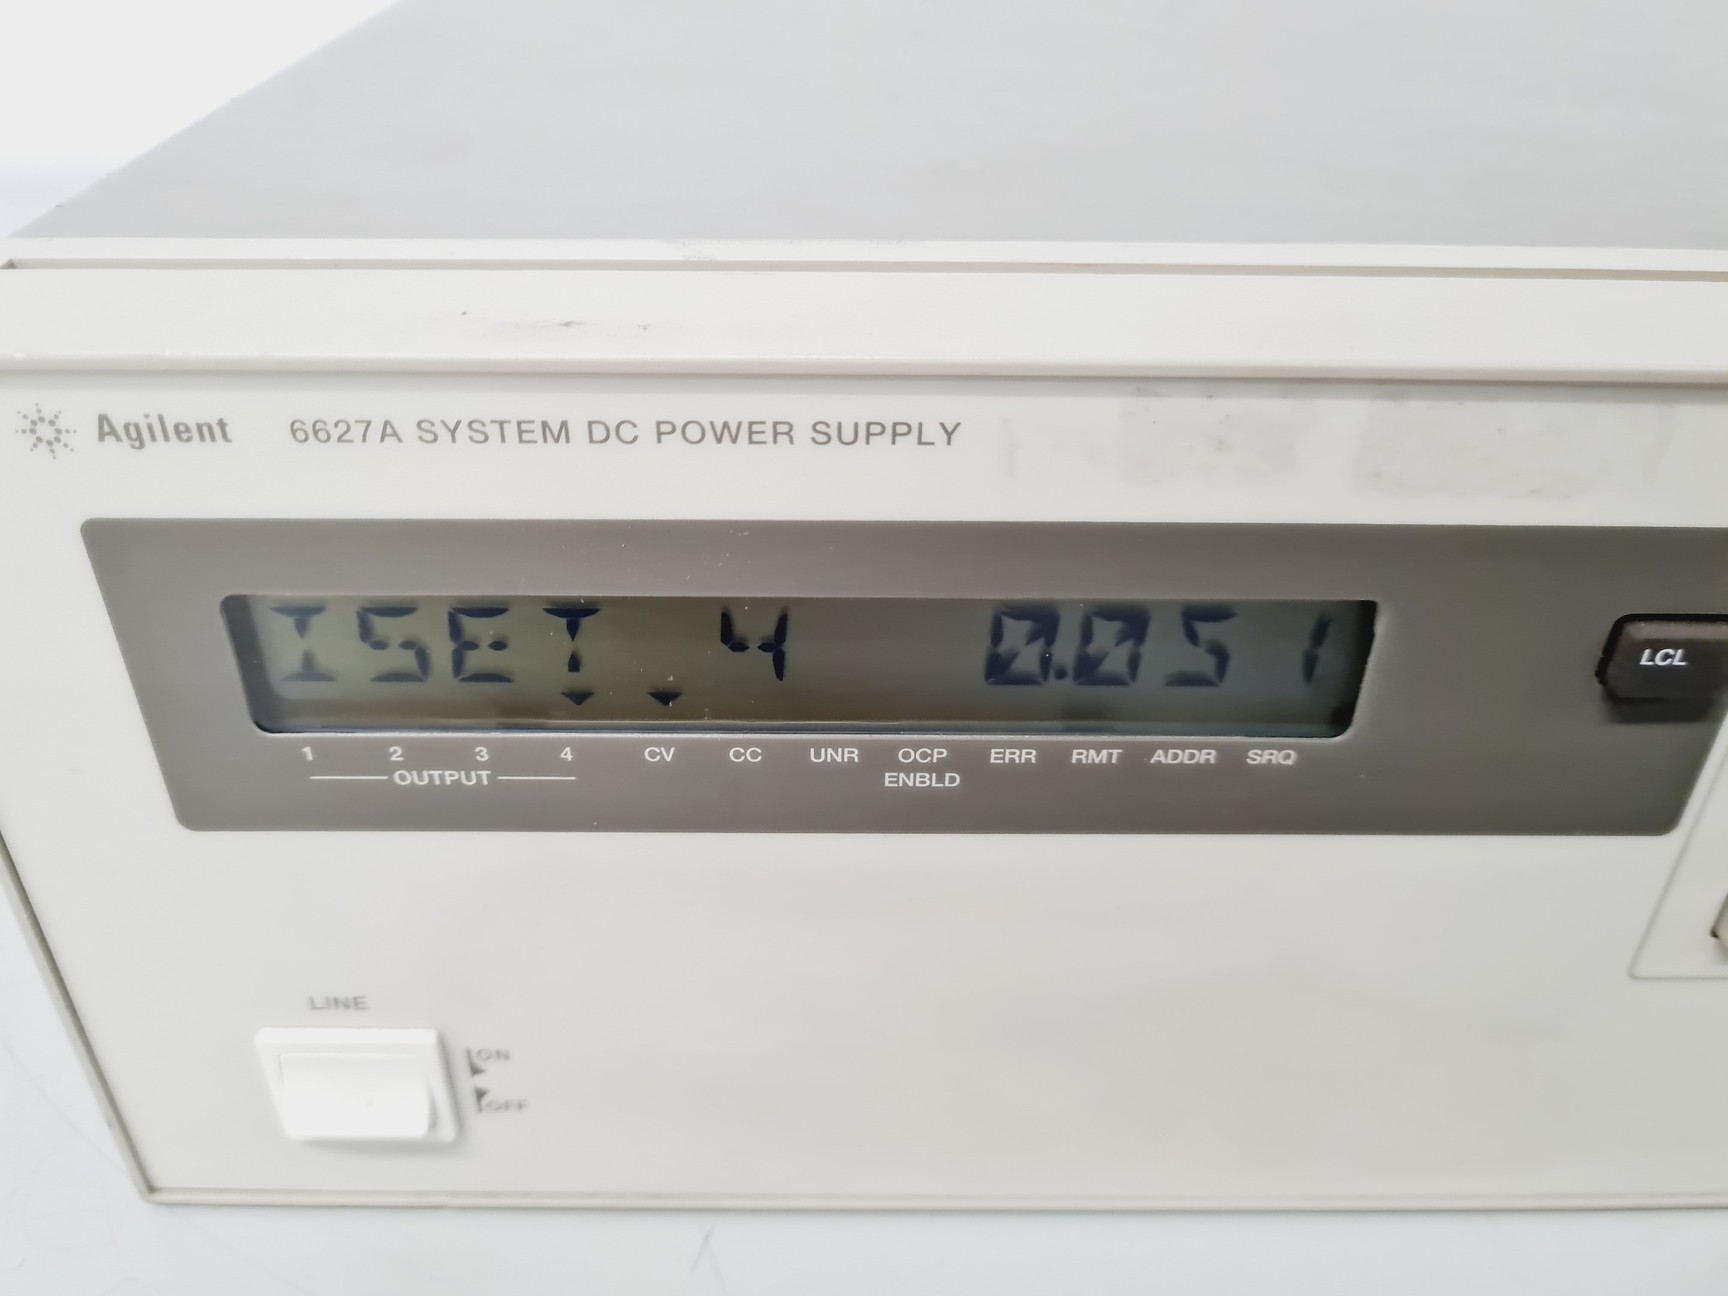 Agilent 6627A SYSTEM DC POWER SUPPLY
ISET 4 0.051
LCL
1 2 3 4 CV CC UNR OCP ERR RMT ADDR SRQ
OUTPUT ENBLD
LINE
ON
OFF